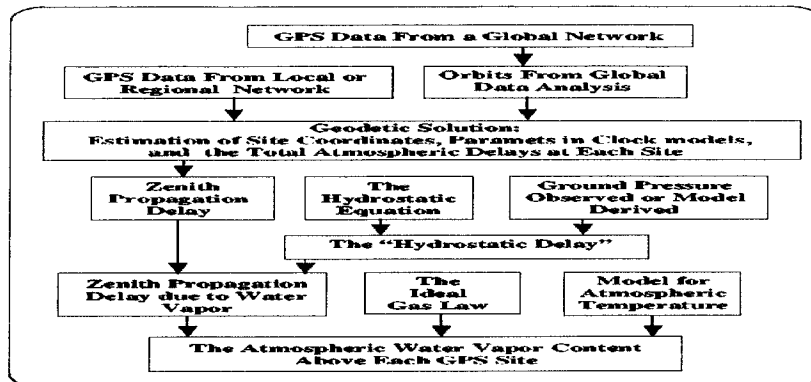 GPS Data From a Global Network
GPS Data From Local or
Regional Network
Orbits From Global
Data Analysis
Geodetic Solution:
Estimation of Site Coordinates, Paramets in Clock models,
and the Total Atmospheric Delays at Each Site
Zenith
Propagation
Delay
The
Hydrostatic
Equation
Ground Pressure
Observed or Model
Derived
The "Hydrostatic Delay"
Zenith Propagation
Delay due to Water
Vapor
The
Ideal
Gas Law
Model for
Atmospheric
Temperature
The Atmospheric Water Vapor Content
Above Each GPS Site